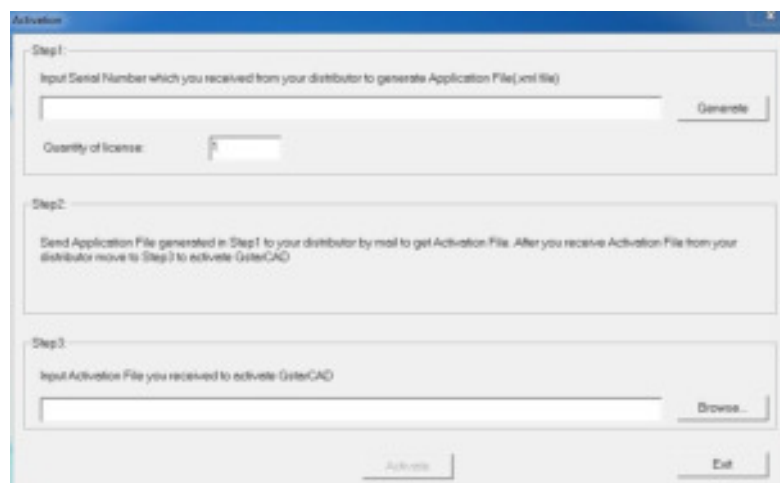 Activation
Step1:
Input Serial Number which you received from your distributor to generate Application File(.xml file)
Generate
Quantity of license:
1
Step2:
Send Application File generated in Step1 to your distributor by mail to get Activation File. After you receive Activation File from your
distributor move to Step3 to activate GstarCAD
Step3:
Input Activation File you received to activate GstarCAD
Browse...
Activate
Exit